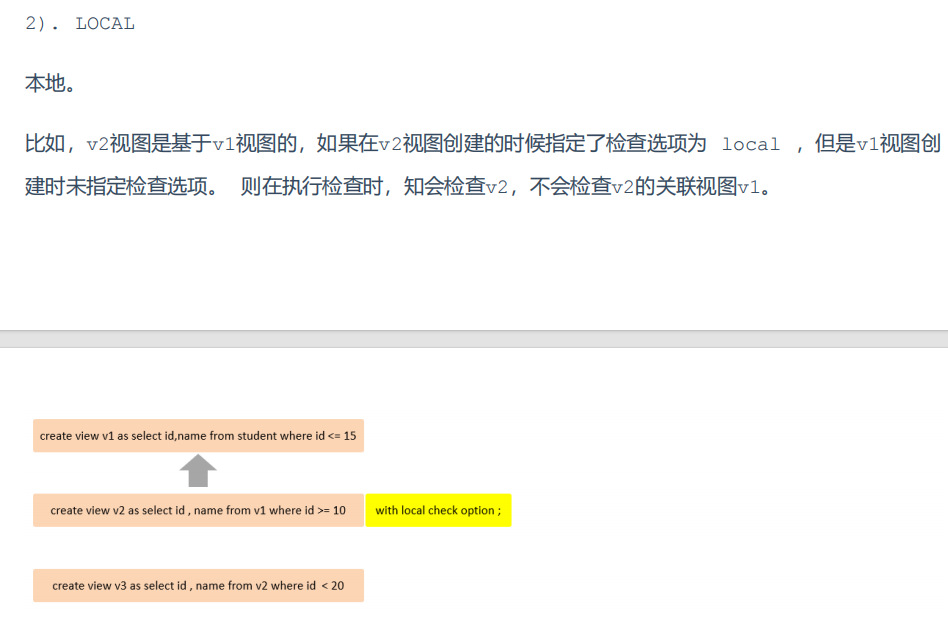 2). LOCAL
本地。
比如，v2视图是基于v1视图的，如果在v2视图创建的时候指定了检查选项为 local ，但是v1视图创
建时未指定检查选项。 则在执行检查时，知会检查v2，不会检查v2的关联视图v1。
create view v1 as select id,name from student where id <= 15
create view v2 as select id , name from v1 where id >= 10 with local check option ;
create view v3 as select id , name from v2 where id < 20